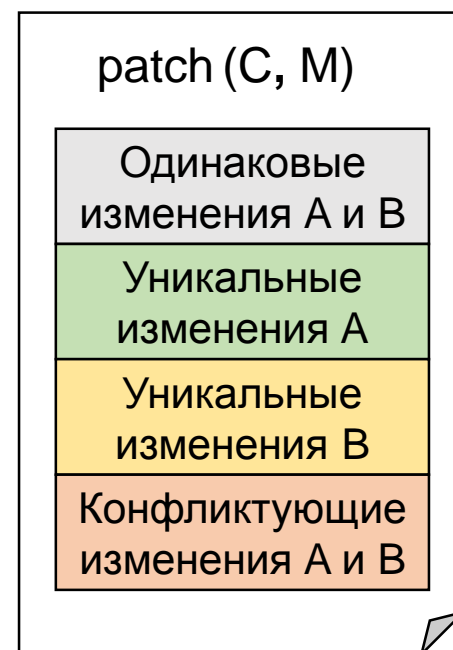 patch (C, M)
Одинаковые
изменения А и В
Уникальные
изменения А
Уникальные
изменения В
Конфликтующие
изменения А и В